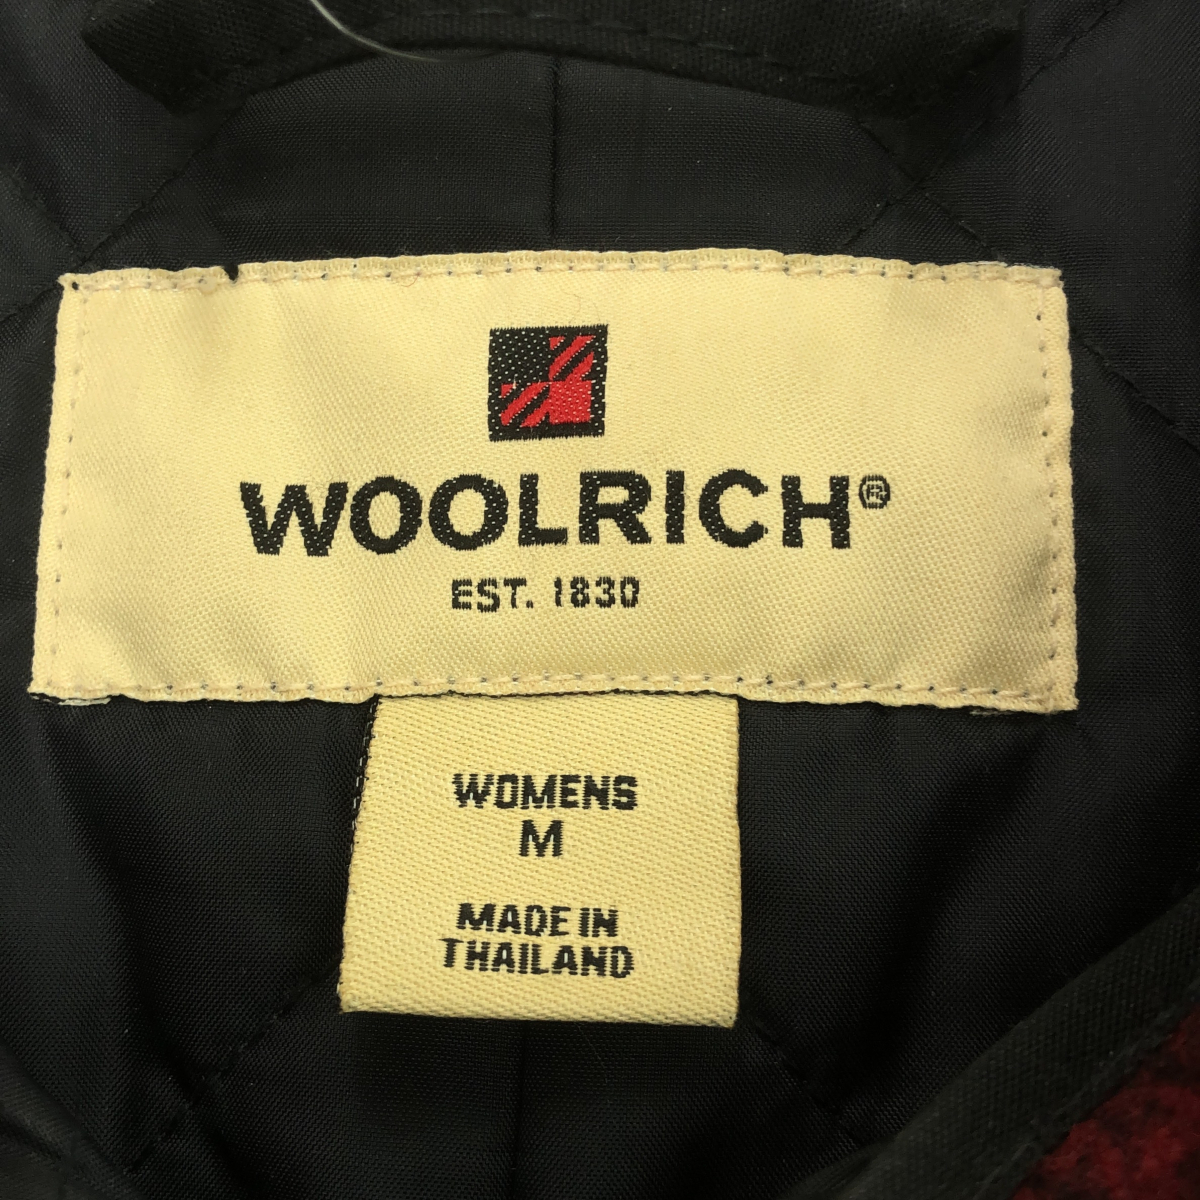 WOOLRICH®
EST. 1830
WOMENS
M
MADE IN
THAILAND